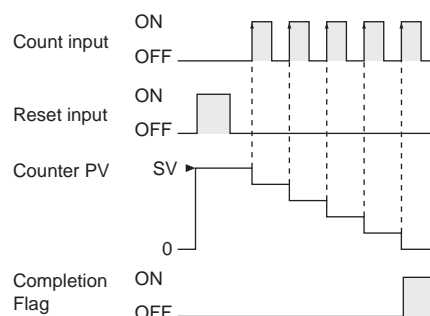 ON
Count input
OFF
ON
Reset input
OFF
Counter PV SV
0
Completion ON
Flag
OFF